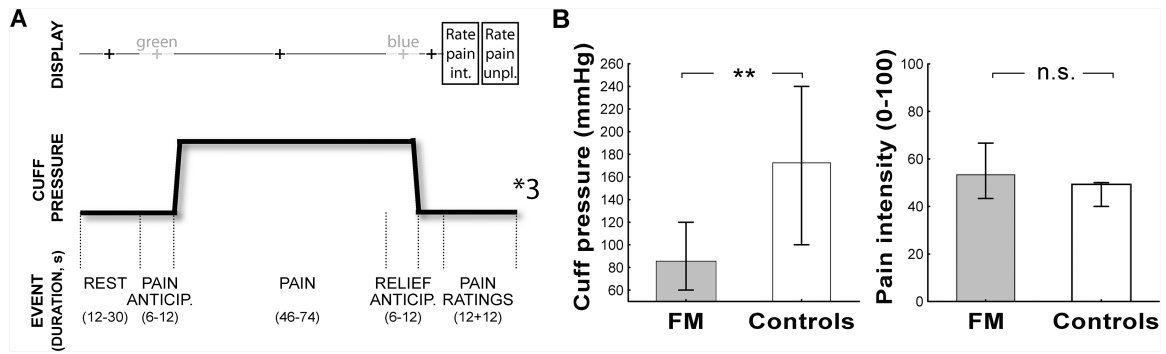 A
DISPLAY
green
blue
Rate
pain
int.
Rate
pain
unpl.
CUFF
PRESSURE
*3
EVENT
(DURATION, s)
REST
(12-30)
PAIN
ANTICIP.
(6-12)
PAIN
(46-74)
RELIEF
ANTICIP.
(6-12)
PAIN
RATINGS
(12+12)
B
Cuff pressure (mmHg)
260
240
220
200
180
160
140
120
100
80
60
**
FM
Controls
Pain intensity (0-100)
100
80
60
40
20
0
n.s.
FM
Controls